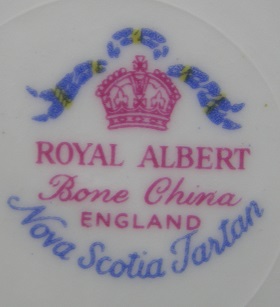 ROYAL ALBERT
Bone China
ENGLAND
Nova Scotia Tartan